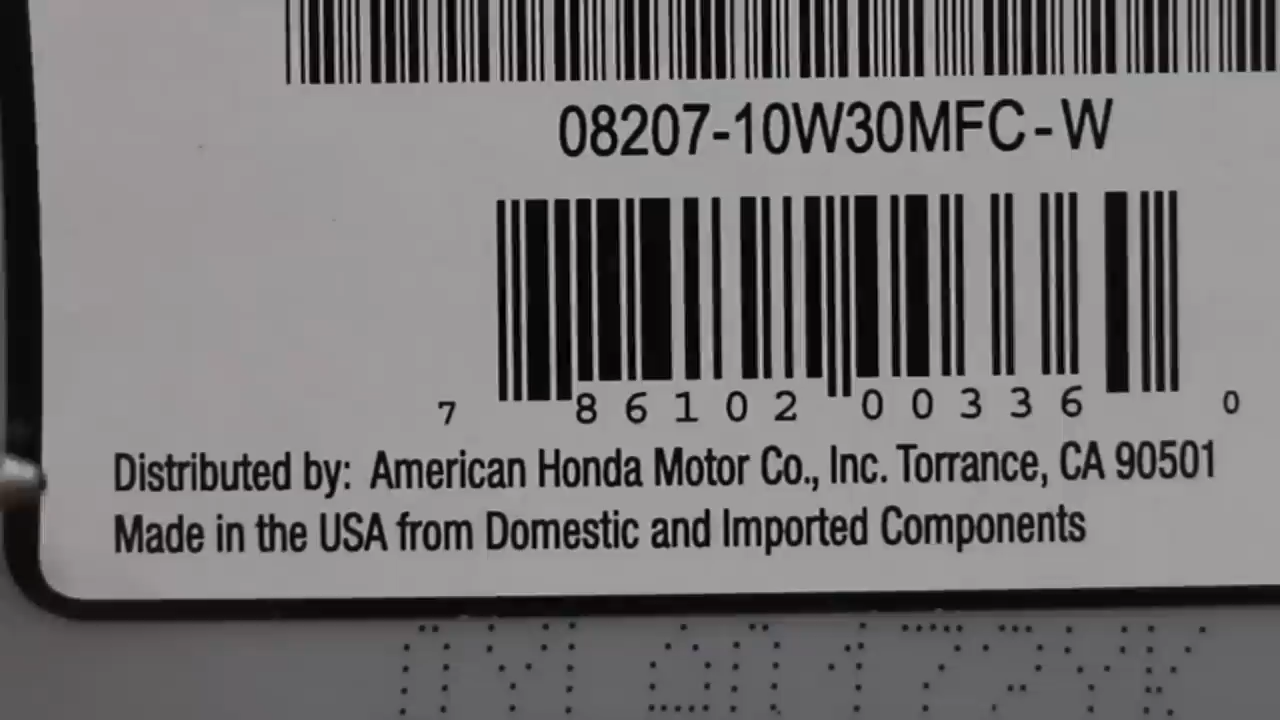 08207-10W30MFC-W
7 86102 00336 0
Distributed by: American Honda Motor Co., Inc. Torrance, CA 90501
Made in the USA from Domestic and Imported Components